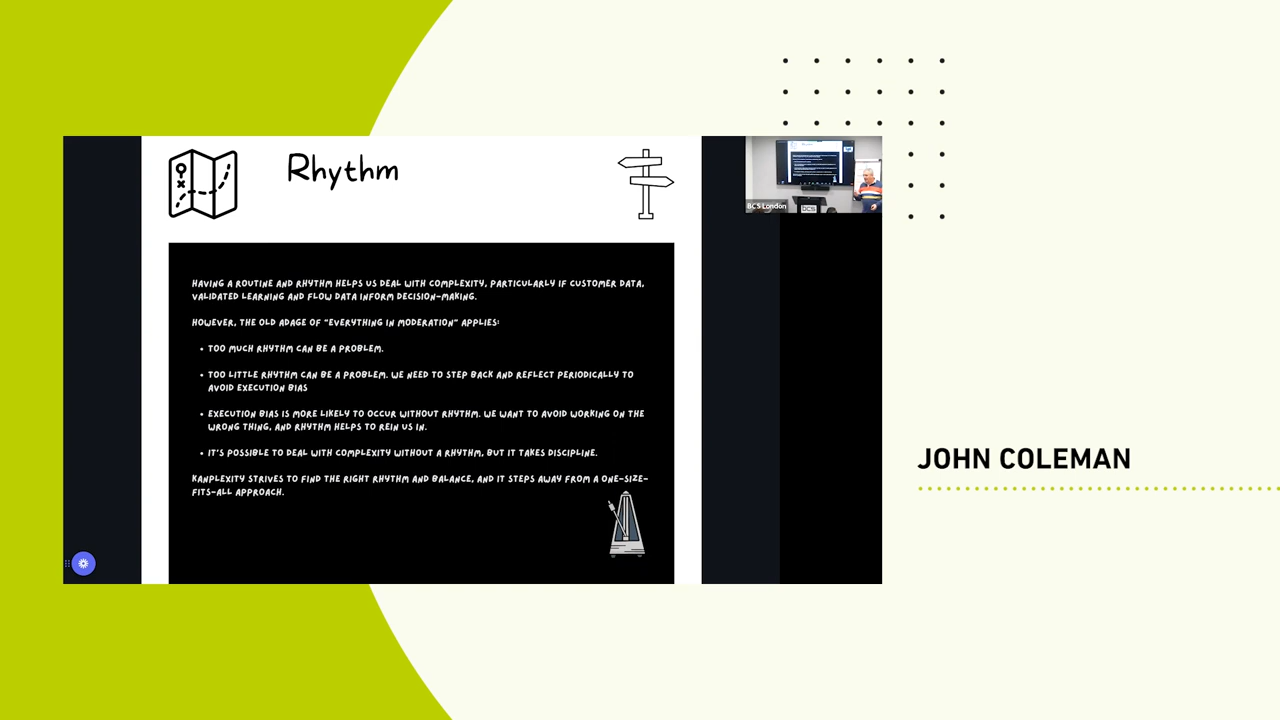 Rhythm
HAVING A ROUTINE AND RHYTHM HELPS US DEAL WITH COMPLEXITY, PARTICULARLY IF CUSTOMER DATA,
VALIDATED LEARNING AND FLOW DATA INFORM DECISION-MAKING.
HOWEVER, THE OLD ADAGE OF "EVERYTHING IN MODERATION" APPLIES:
• TOO MUCH RHYTHM CAN BE A PROBLEM.
• TOO LITTLE RHYTHM CAN BE A PROBLEM. WE NEED TO STEP BACK AND REFLECT PERIODICALLY TO
AVOID EXECUTION BIAS
• EXECUTION BIAS IS MORE LIKELY TO OCCUR WITHOUT RHYTHM. WE WANT TO AVOID WORKING ON THE
WRONG THING, AND RHYTHM HELPS TO REIN US IN.
• IT'S POSSIBLE TO DEAL WITH COMPLEXITY WITHOUT A RHYTHM, BUT IT TAKES DISCIPLINE.
KANPLEXITY STRIVES TO FIND THE RIGHT RHYTHM AND BALANCE, AND IT STEPS AWAY FROM A ONE-SIZE-
FITS-ALL APPROACH.
BCS London
BCS
JOHN COLEMAN